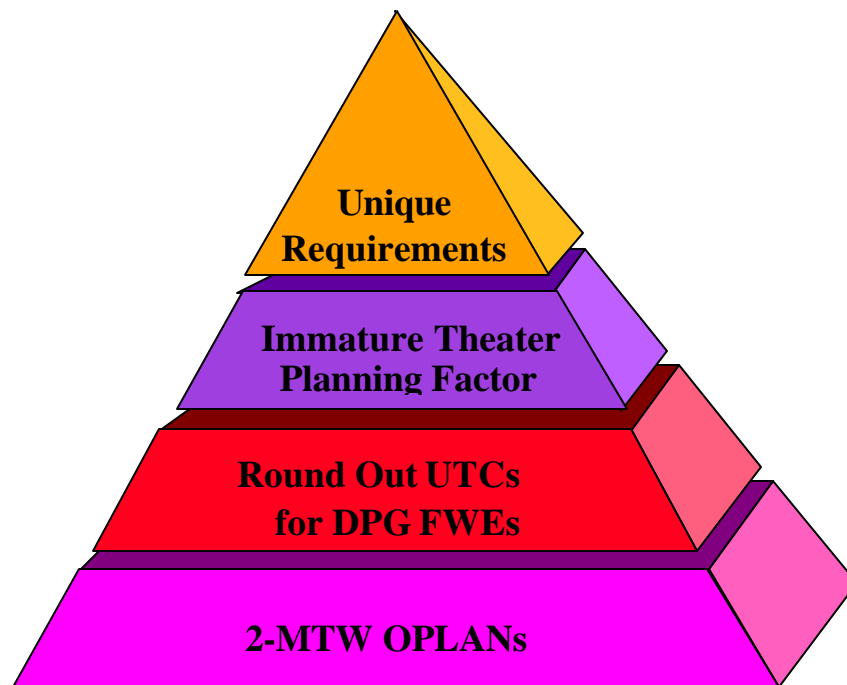 Unique
Requirements
Immature Theater
Planning Factor
Round Out UTCs
for DPG FWEs
2-MTW OPLANs